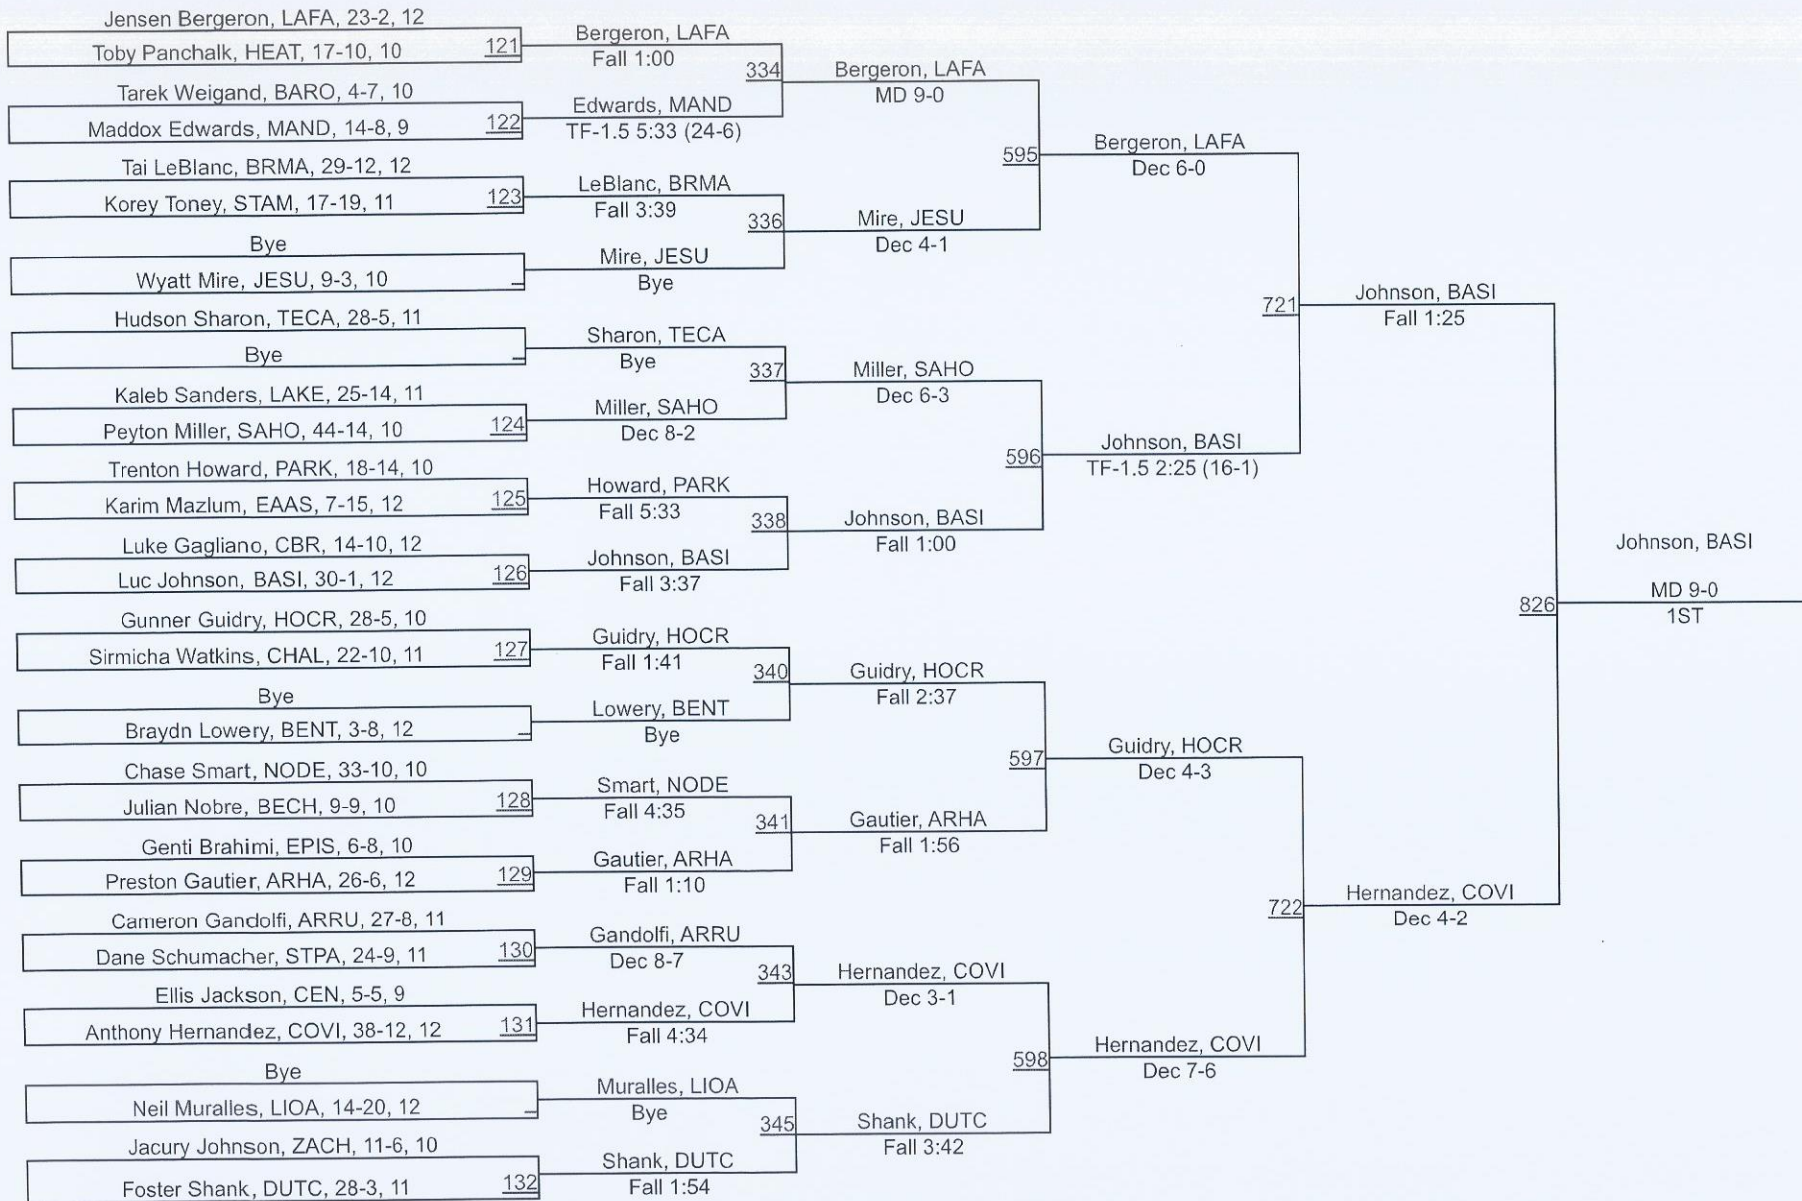 Jensen Bergeron, LAFA, 23-2, 12
Toby Panchalk, HEAT, 17-10, 10
121
Tarek Weigand, BARO, 4-7, 10
Maddox Edwards, MAND, 14-8, 9
122
Tai LeBlanc, BRMA, 29-12, 12
Korey Toney, STAM, 17-19, 11
123
Bye
Wyatt Mire, JESU, 9-3, 10
Hudson Sharon, TECA, 28-5, 11
Bye
Kaleb Sanders, LAKE, 25-14, 11
Peyton Miller, SAHO, 44-14, 10
124
Trenton Howard, PARK, 18-14, 10
Karim Mazlum, EAAS, 7-15, 12
125
Luke Gagliano, CBR, 14-10, 12
Luc Johnson, BASI, 30-1, 12
126
Gunner Guidry, HOCR, 28-5, 10
Sirmicha Watkins, CHAL, 22-10, 11
127
Bye
Braydn Lowery, BENT, 3-8, 12
Chase Smart, NODE, 33-10, 10
Julian Nobre, BECH, 9-9, 10
128
Genti Brahimi, EPIS, 6-8, 10
Preston Gautier, ARHA, 26-6, 12
129
Cameron Gandolfi, ARRU, 27-8, 11
Dane Schumacher, STPA, 24-9, 11
130
Ellis Jackson, CEN, 5-5, 9
Anthony Hernandez, COVI, 38-12, 12
131
Bye
Neil Muralles, LIOA, 14-20, 12
Jacury Johnson, ZACH, 11-6, 10
Foster Shank, DUTC, 28-3, 11
132
Bergeron, LAFA
Fall 1:00
334
Edwards, MAND
TF-1.5 5:33 (24-6)
LeBlanc, BRMA
Fall 3:39
336
Mire, JESU
Bye
Sharon, TECA
Bye
337
Miller, SAHO
Dec 8-2
Howard, PARK
Fall 5:33
338
Johnson, BASI
Fall 3:37
Guidry, HOCR
Fall 1:41
340
Lowery, BENT
Bye
Smart, NODE
Fall 4:35
341
Gautier, ARHA
Fall 1:10
Gandolfi, ARRU
Dec 8-7
343
Hernandez, COVI
Fall 4:34
Muralles, LIOA
Bye
345
Shank, DUTC
Fall 1:54
Bergeron, LAFA
MD 9-0
595
Mire, JESU
Dec 4-1
Miller, SAHO
Dec 6-3
596
Johnson, BASI
Fall 1:00
Guidry, HOCR
Fall 2:37
597
Gautier, ARHA
Fall 1:56
Hernandez, COVI
Dec 3-1
598
Shank, DUTC
Fall 3:42
Bergeron, LAFA
Dec 6-0
721
Johnson, BASI
TF-1.5 2:25 (16-1)
Guidry, HOCR
Dec 4-3
722
Hernandez, COVI
Dec 7-6
Johnson, BASI
Fall 1:25
826
Hernandez, COVI
Dec 4-2
Johnson, BASI
MD 9-0
1ST